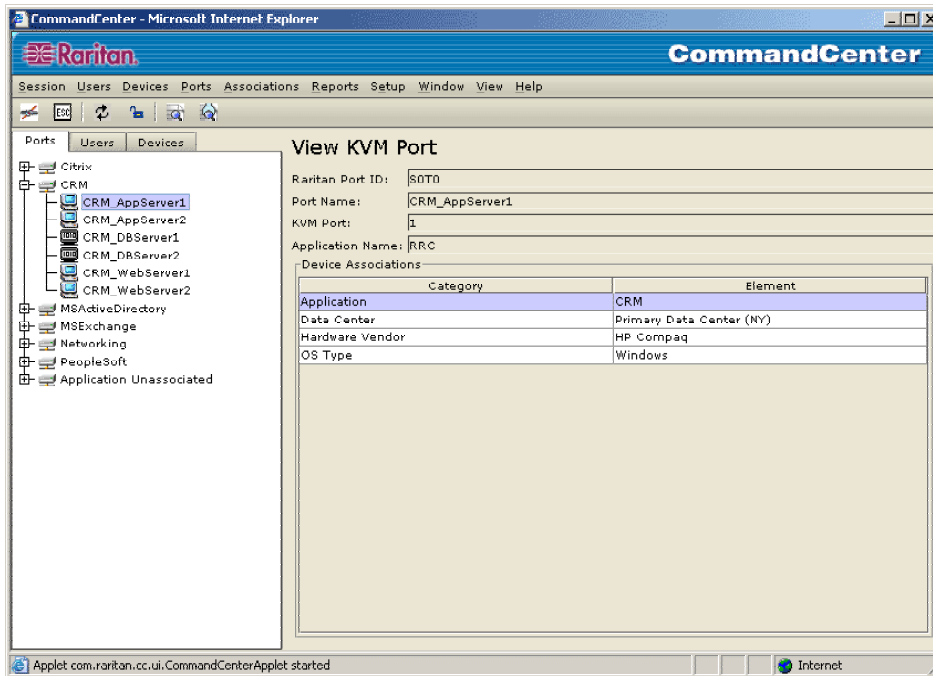 CommandCenter - Microsoft Internet Explorer
Raritan.
CommandCenter
Session Users Devices Ports Associations Reports Setup Window View Help
ESC
Ports Users Devices
Citrix
CRM
CRM_AppServer1
CRM_AppServer2
CRM_DBServer1
CRM_DBServer2
CRM_WebServer1
CRM_WebServer2
MSActiveDirectory
MSExchange
Networking
PeopleSoft
Application Unassociated
View KVM Port
Raritan Port ID: S0T0
Port Name: CRM_AppServer1
KVM Port: 1
Application Name: RRC
Device Associations
Category Element
Application CRM
Data Center Primary Data Center (NY)
Hardware Vendor HP Compaq
OS Type Windows
Applet com.raritan.cc.ui.CommandCenterApplet started
Internet